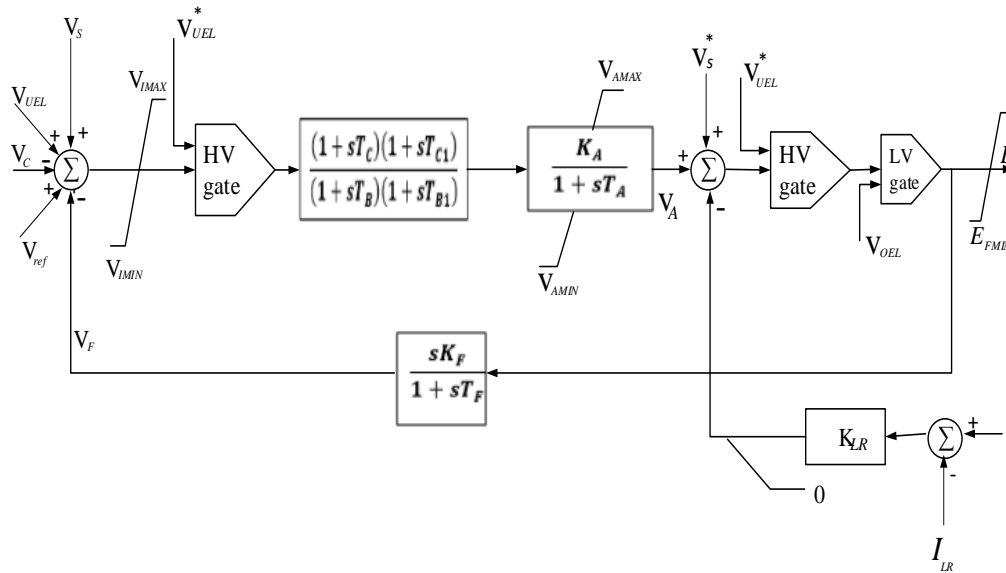 V_S
V*_UEL
V_UEL
V_C
V_ref
+
-
+
+
-
Σ
V_IMAX
V_IMIN
HV
gate
(1 + sT_C)(1 + sT_C1)
(1 + sT_B)(1 + sT_B1)
V_AMAX
K_A
1 + sT_A
V_AMIN
V_A
V*_s
+
+
-
Σ
V*_UEL
HV
gate
LV
gate
V_OEL
E_FMIN
V_F
sK_F
1 + sT_F
K_LR
0
Σ
+
-
I_LR